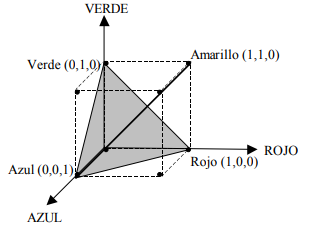 VERDE
Verde (0,1,0)
Amarillo (1,1,0)
ROJO
Rojo (1,0,0)
Azul (0,0,1)
AZUL